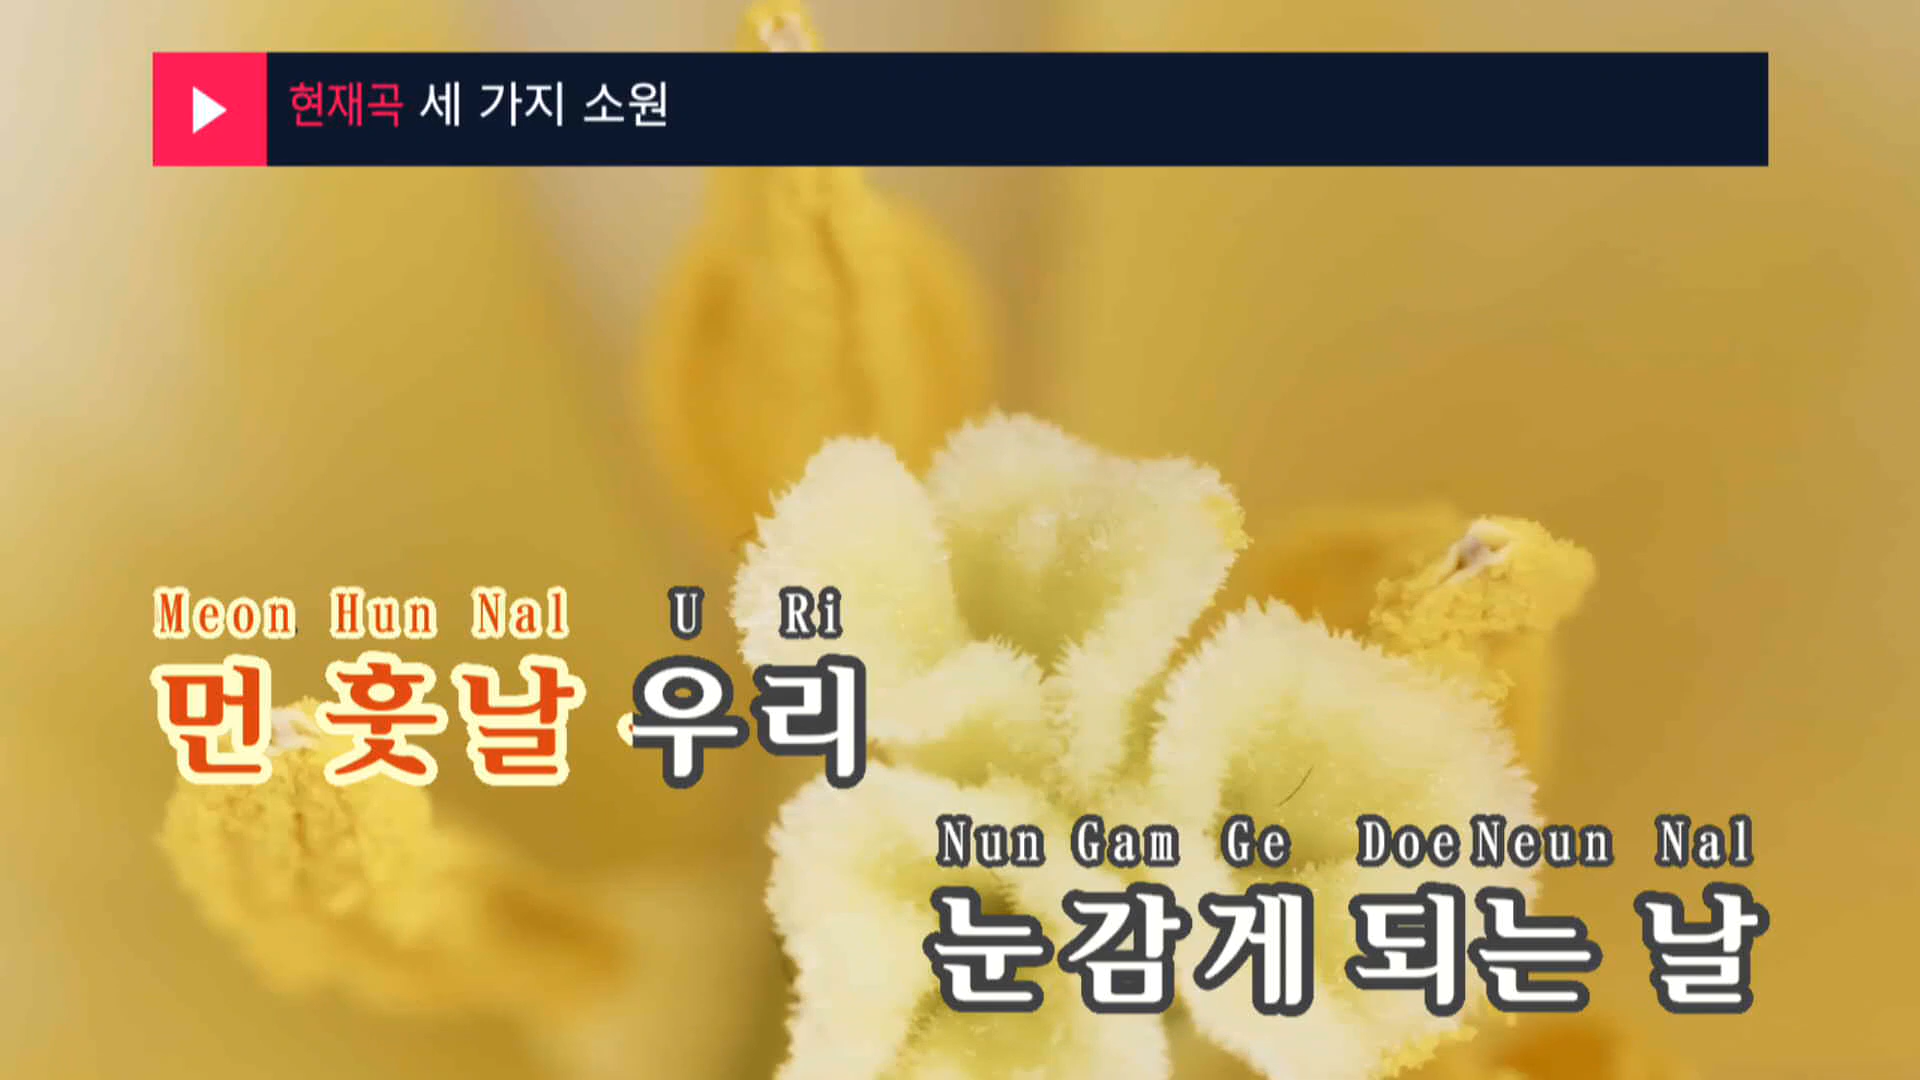 현재곡 세 가지 소원
Meon Hun Nal U Ri
먼 훗날 우리
Nun Gam Ge Doe Neun Nal
눈감게 되는 날